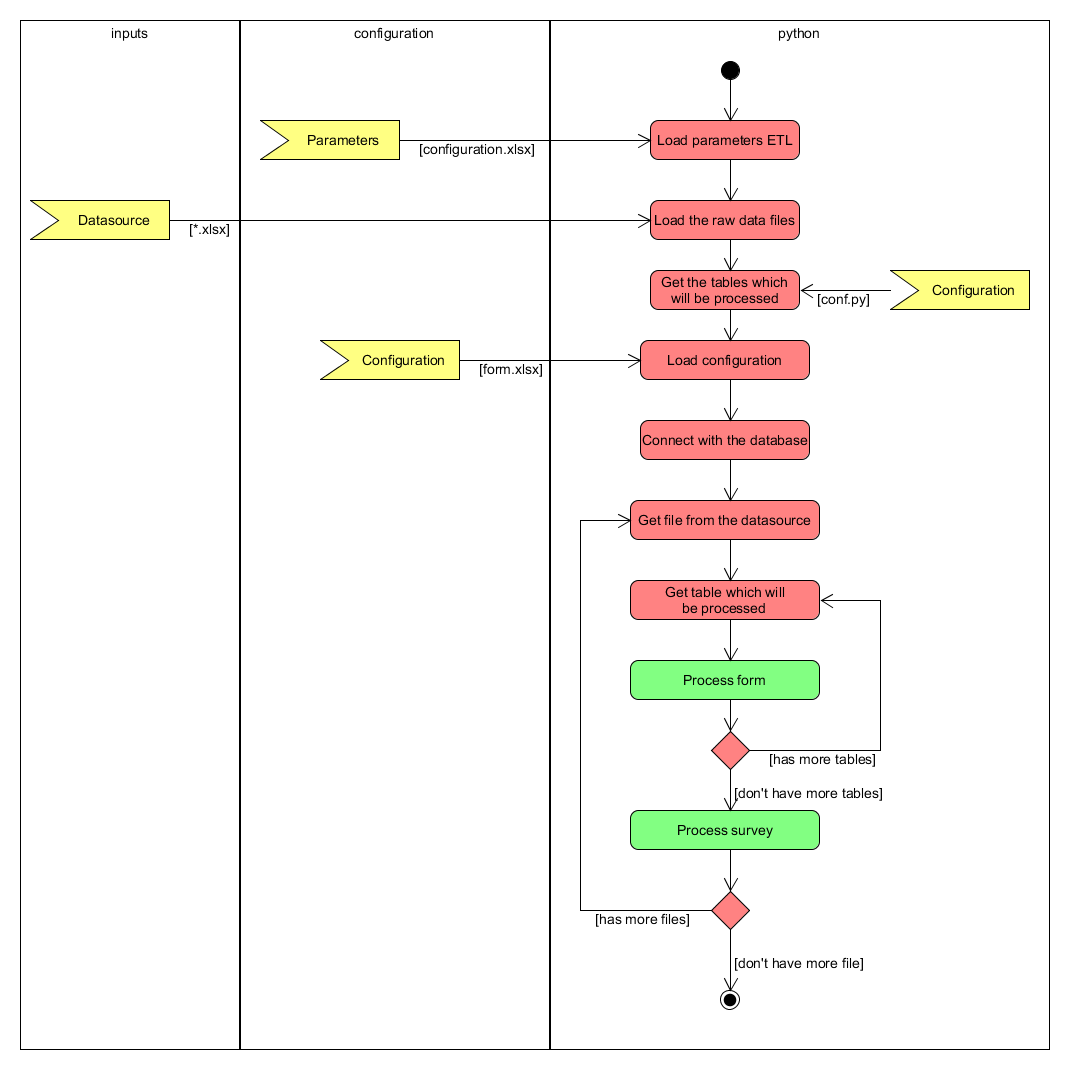 inputs
configuration
python
Parameters
[configuration.xlsx]
Load parameters ETL
Datasource
[*.xlsx]
Load the raw data files
Get the tables which
will be processed
[conf.py]
Configuration
Configuration
[form.xlsx]
Load configuration
Connect with the database
Get file from the datasource
Get table which will
be processed
Process form
[has more tables]
[don't have more tables]
Process survey
[has more files]
[don't have more file]